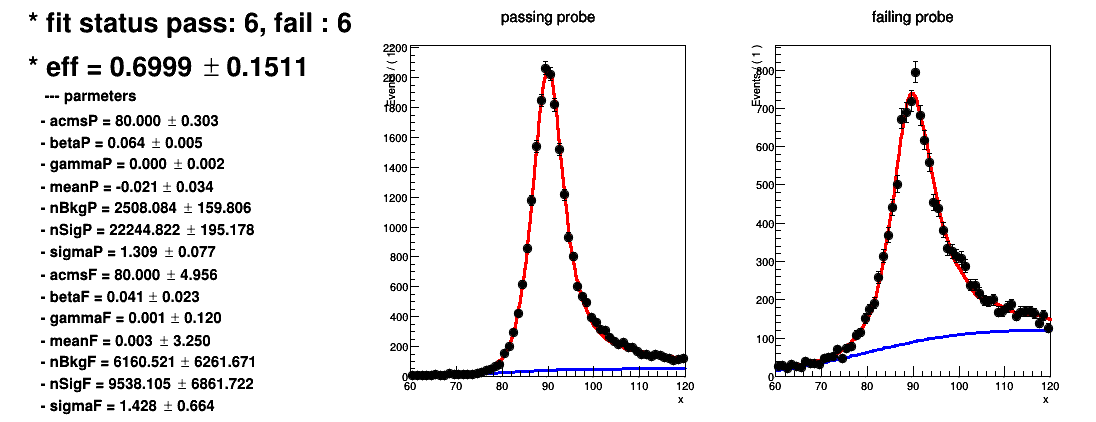 * fit status pass: 6, fail : 6
* eff = 0.6999 ± 0.1511
--- parmeters
- acmsP = 80.000 ± 0.303
- betaP = 0.064 ± 0.005
- gammaP = 0.000 ± 0.002
- meanP = -0.021 ± 0.034
- nBkgP = 2508.084 ± 159.806
- nSigP = 22244.822 ± 195.178
- sigmaP = 1.309 ± 0.077
- acmsF = 80.000 ± 4.956
- betaF = 0.041 ± 0.023
- gammaF = 0.001 ± 0.120
- meanF = 0.003 ± 3.250
- nBkgF = 6160.521 ± 6261.671
- nSigF = 9538.105 ± 6861.722
- sigmaF = 1.428 ± 0.664
passing probe
Events / ( 1 )
2200
2000
1800
1600
1400
1200
1000
800
600
400
200
0
60 70 80 90 100 110 120
x
failing probe
Events / ( 1 )
800
700
600
500
400
300
200
100
0
60 70 80 90 100 110 120
x